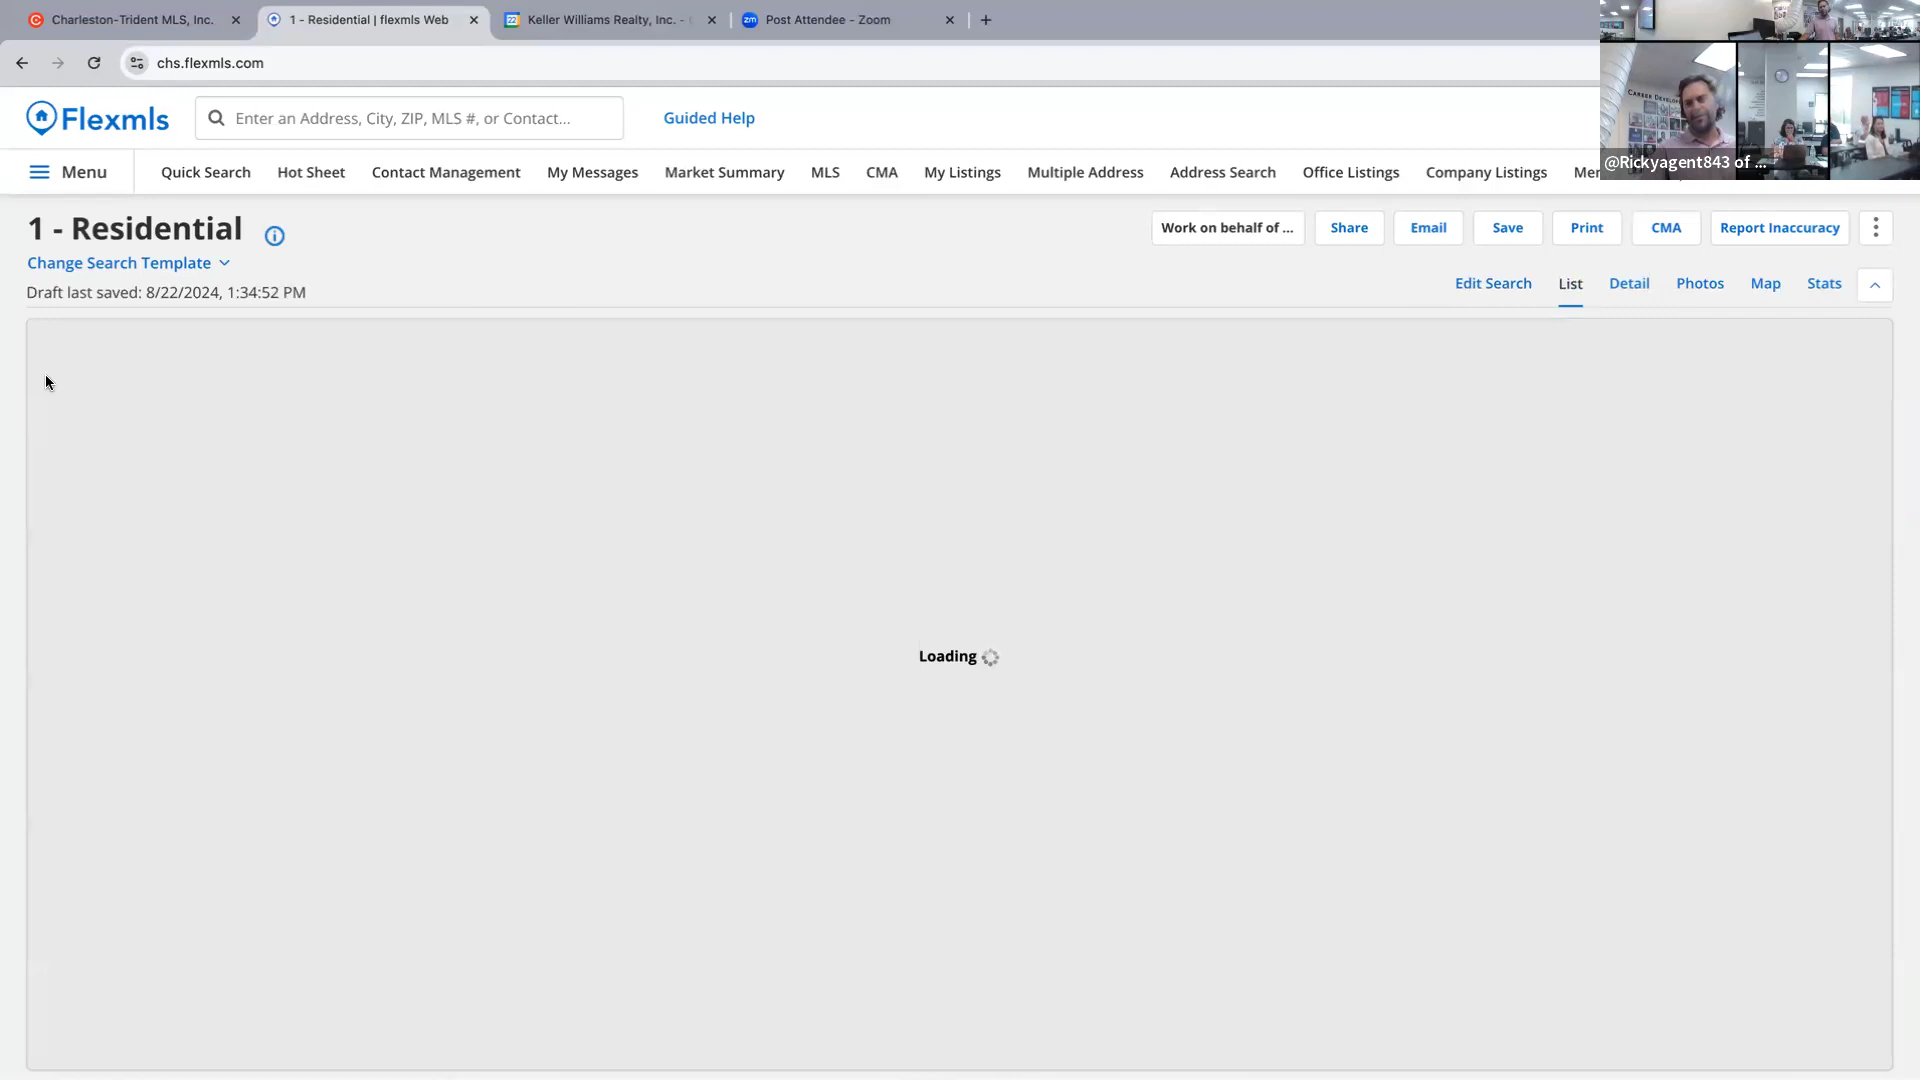 Charleston-Trident MLS, Inc.
1 - Residential | flexmls Web
Keller Williams Realty, Inc. -
zm
Post Attendee - Zoom
chs.flexmls.com
Flexmls
Enter an Address, City, ZIP, MLS #, or Contact...
Guided Help
Menu
Quick Search
Hot Sheet
Contact Management
My Messages
Market Summary
MLS
CMA
My Listings
Multiple Address
Address Search
Office Listings
Company Listings
@Rickyagent843 of ...
1 - Residential
Change Search Template
Draft last saved: 8/22/2024, 1:34:52 PM
Work on behalf of ...
Share
Email
Save
Print
CMA
Report Inaccuracy
Edit Search
List
Detail
Photos
Map
Stats
Loading